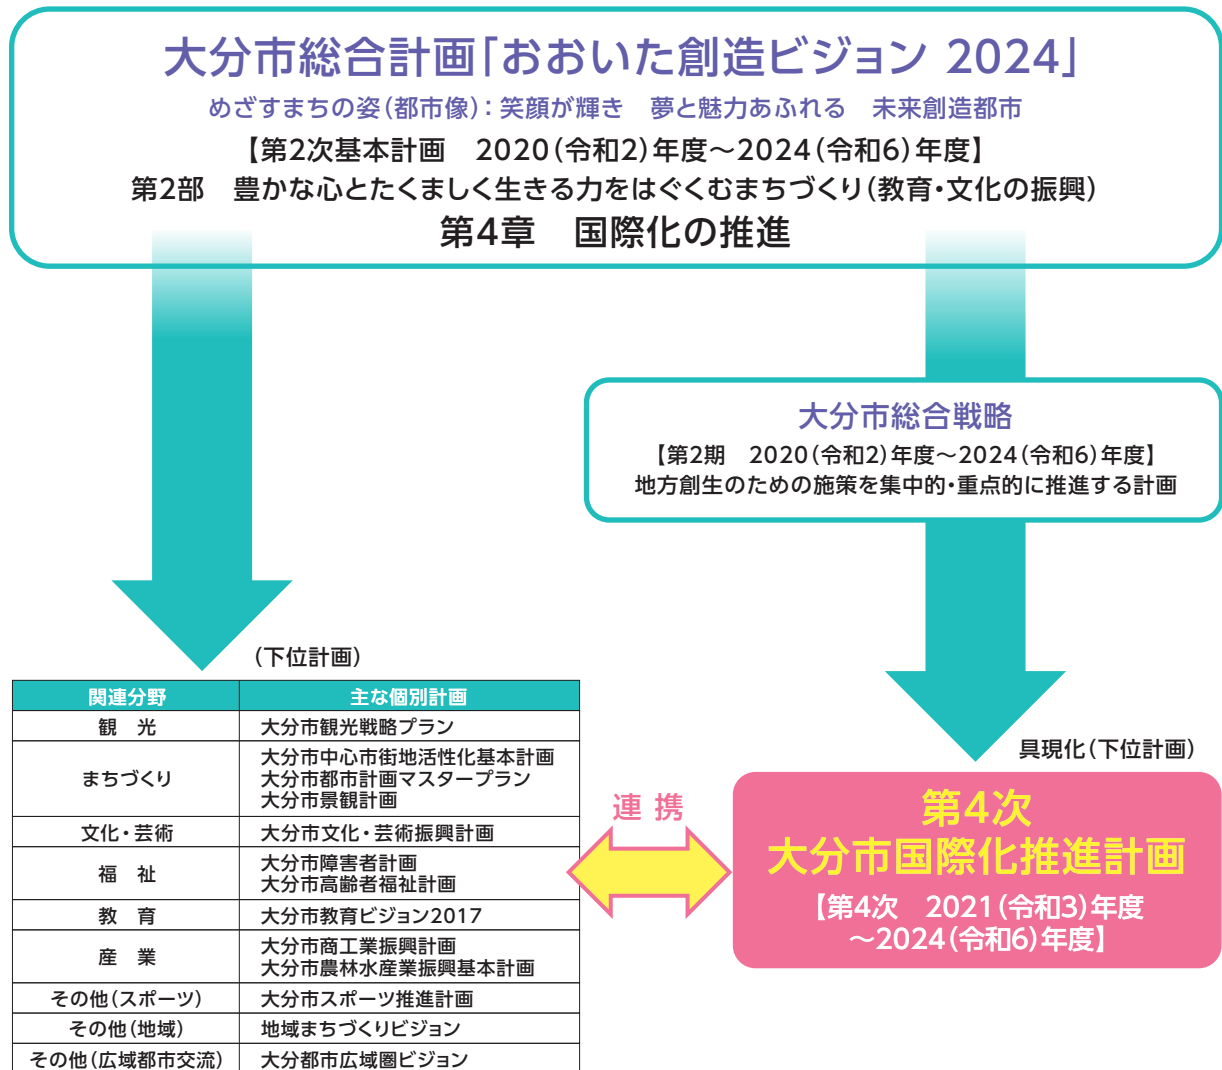 大分市総合計画「おおいた創造ビジョン 2024」
めざすまちの姿(都市像)：笑顔が輝き　夢と魅力あふれる　未来創造都市
【第2次基本計画　2020(令和2)年度～2024(令和6)年度】
第2部　豊かな心とたくましく生きる力をはぐくむまちづくり(教育・文化の振興)
第4章　国際化の推進
大分市総合戦略
【第2期　2020(令和2)年度～2024(令和6)年度】
地方創生のための施策を集中的・重点的に推進する計画
(下位計画)
関連分野　主な個別計画
観　光　大分市観光戦略プラン
まちづくり　大分市中心市街地活性化基本計画
大分市都市計画マスタープラン
大分市景観計画
文化・芸術　大分市文化・芸術振興計画
福　祉　大分市障害者計画
大分市高齢者福祉計画
教　育　大分市教育ビジョン2017
産　業　大分市商工業振興計画
大分市農林水産業振興基本計画
その他(スポーツ)　大分市スポーツ推進計画
その他(地域)　地域まちづくりビジョン
その他(広域都市交流)　大分都市広域圏ビジョン
連 携
具現化(下位計画)
第4次
大分市国際化推進計画
【第4次　2021(令和3)年度
～2024(令和6)年度】